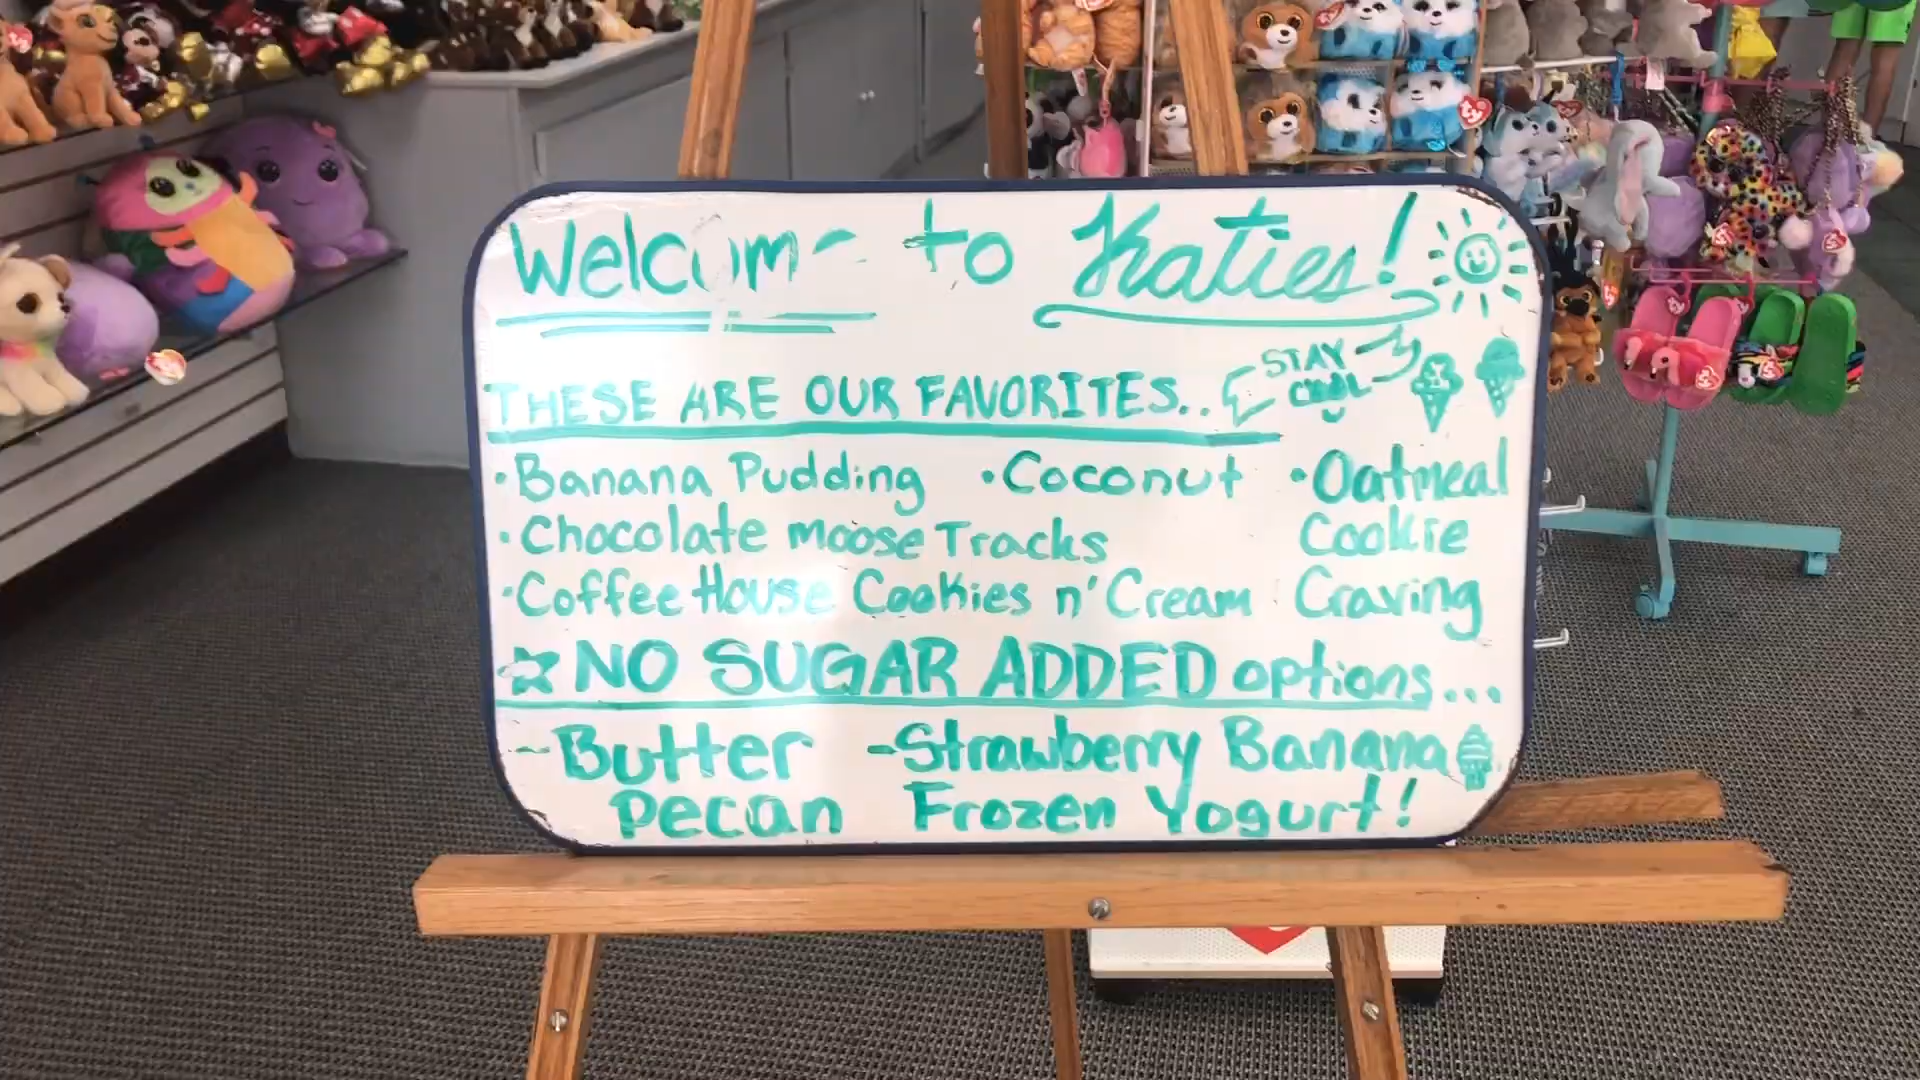 Welcome to Katies!
THESE ARE OUR FAVORITES..
STAY
COOL
·Banana Pudding ·Coconut ·Oatmeal
·Chocolate moose Tracks Cookie
·Coffee House Cookies n' Cream Craving
☆ NO SUGAR ADDED options...
-Butter -Strawberry Banana
Pecan Frozen Yogurt!